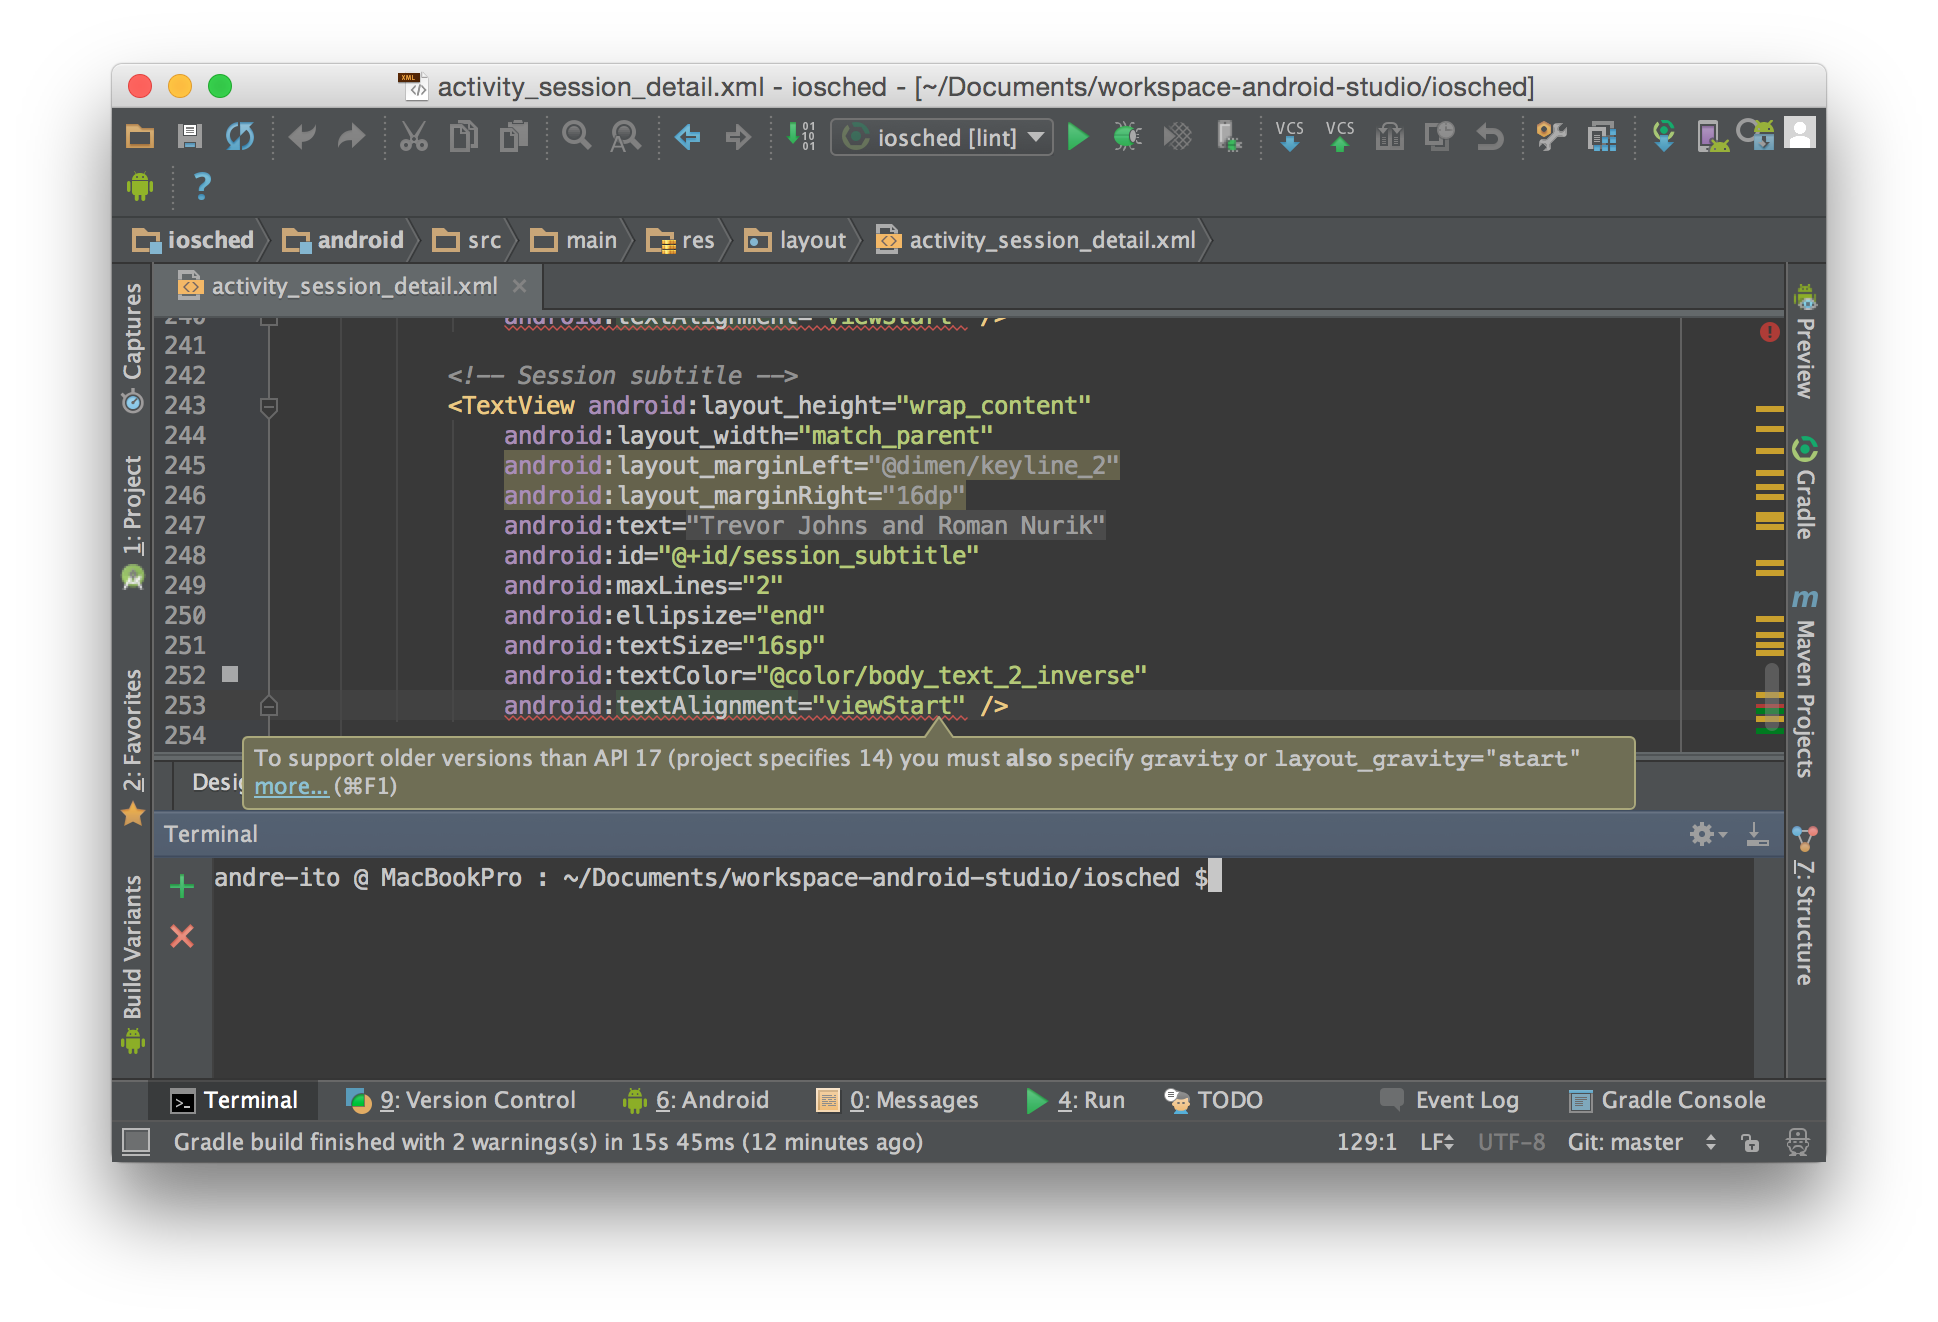 activity_session_detail.xml - iosched - [~/Documents/workspace-android-studio/iosched]
iosched [lint]
VCS
VCS
?
iosched android src main res layout activity_session_detail.xml
activity_session_detail.xml
Captures
1: Project
2: Favorites
Build Variants
240 android:textAlignment="viewStart" />
241
242 <!-- Session subtitle -->
243 <TextView android:layout_height="wrap_content"
244 android:layout_width="match_parent"
245 android:layout_marginLeft="@dimen/keyline_2"
246 android:layout_marginRight="16dp"
247 android:text="Trevor Johns and Roman Nurik"
248 android:id="@+id/session_subtitle"
249 android:maxLines="2"
250 android:ellipsize="end"
251 android:textSize="16sp"
252 android:textColor="@color/body_text_2_inverse"
253 android:textAlignment="viewStart" />
254
To support older versions than API 17 (project specifies 14) you must also specify gravity or layout_gravity="start"
more... (⌘F1)
Preview
Gradle
m Maven Projects
7: Structure
Terminal
andre-ito @ MacBookPro : ~/Documents/workspace-android-studio/iosched $
Terminal 9: Version Control 6: Android 0: Messages 4: Run TODO Event Log Gradle Console
Gradle build finished with 2 warnings(s) in 15s 45ms (12 minutes ago) 129:1 LF UTF-8 Git: master